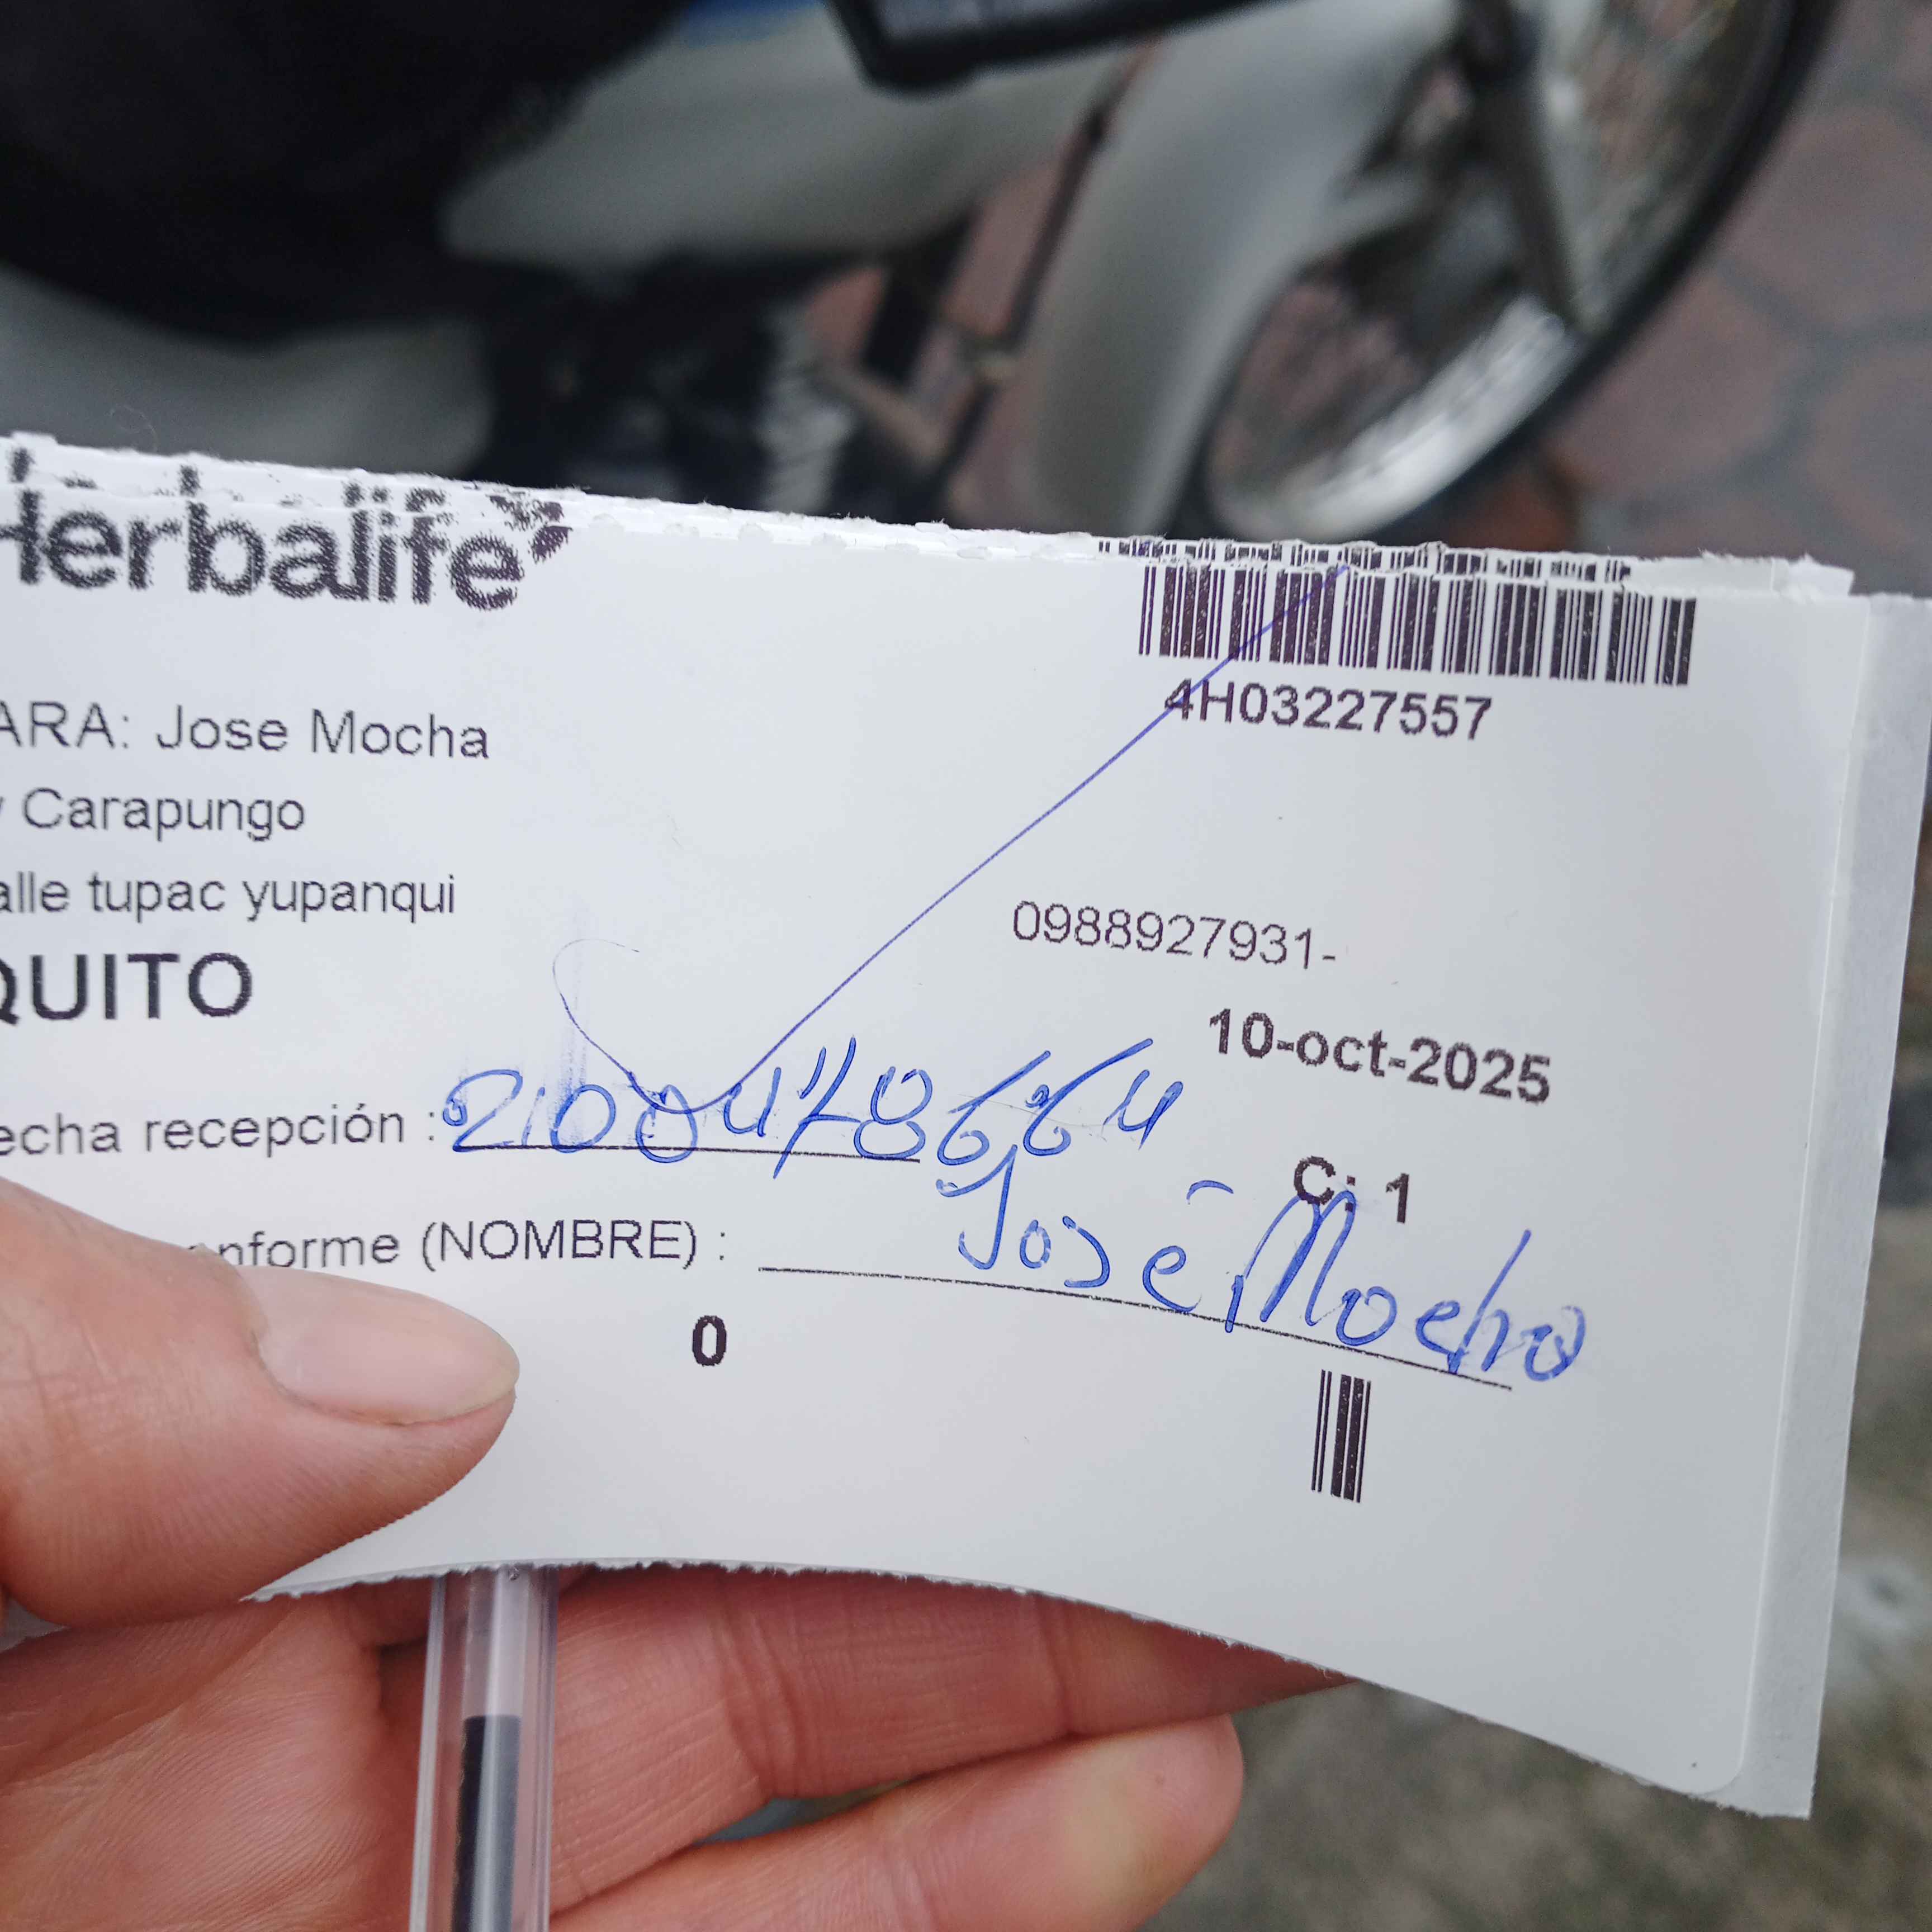 Herbalife
4H03227557
ARA: Jose Mocha
y Carapungo
alle tupac yupanqui
0988927931-
QUITO
10-oct-2025
echa recepción : 2100478664
C: 1
nforme (NOMBRE) : José Mocha
0